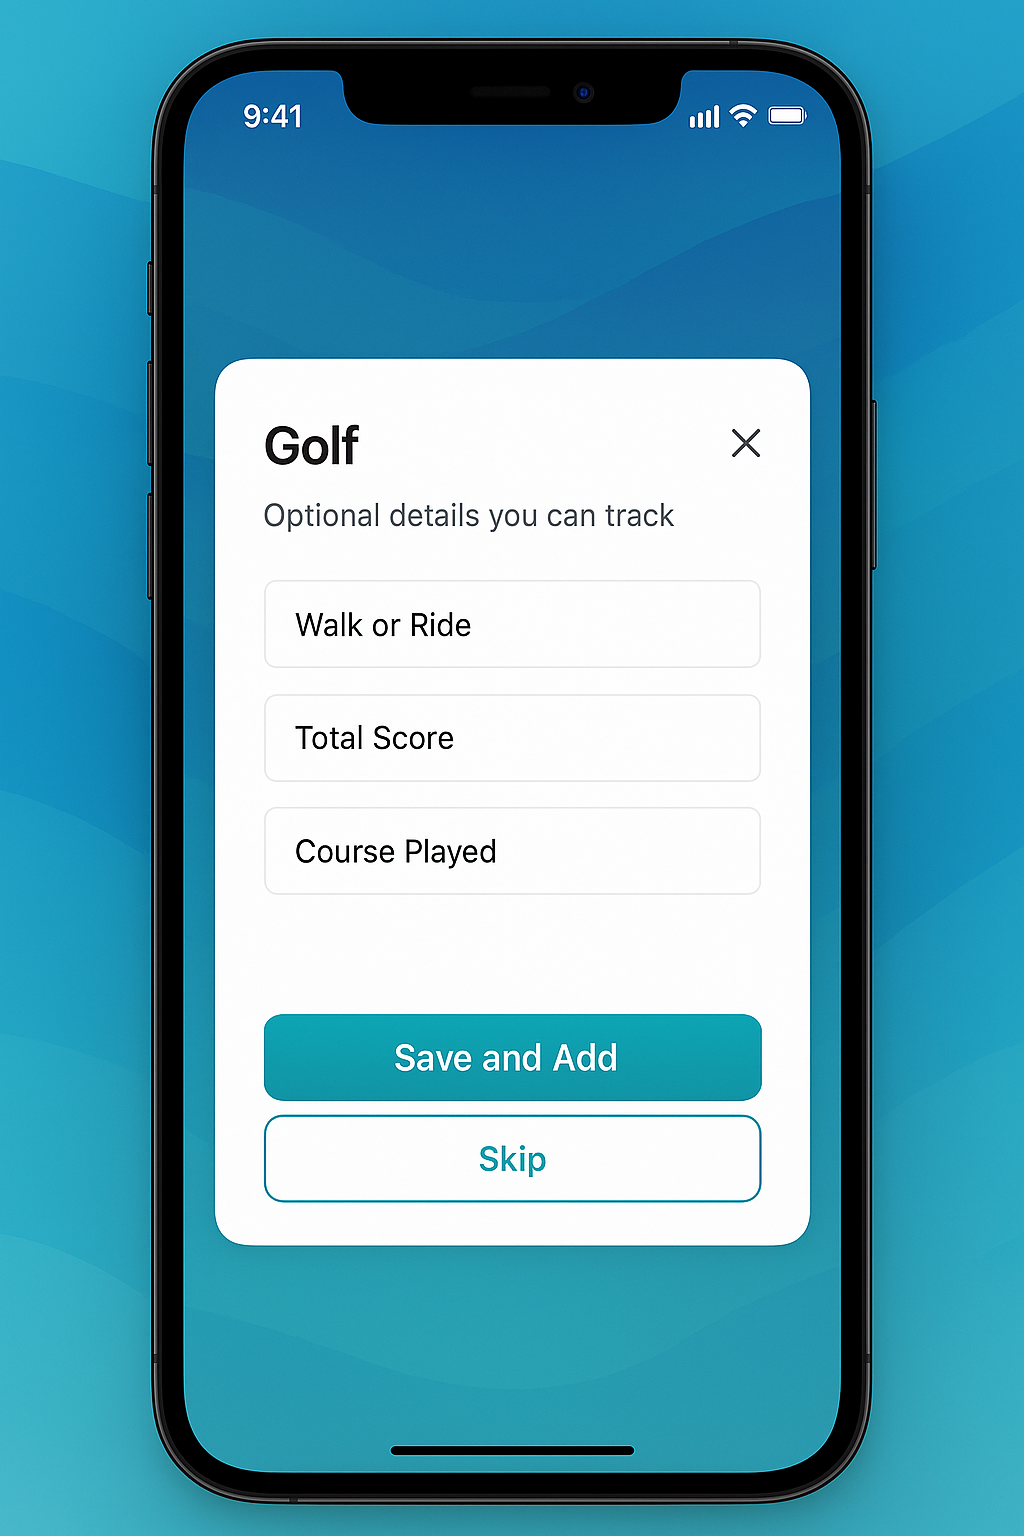 9:41
Golf
Optional details you can track
Walk or Ride
Total Score
Course Played
Save and Add
Skip